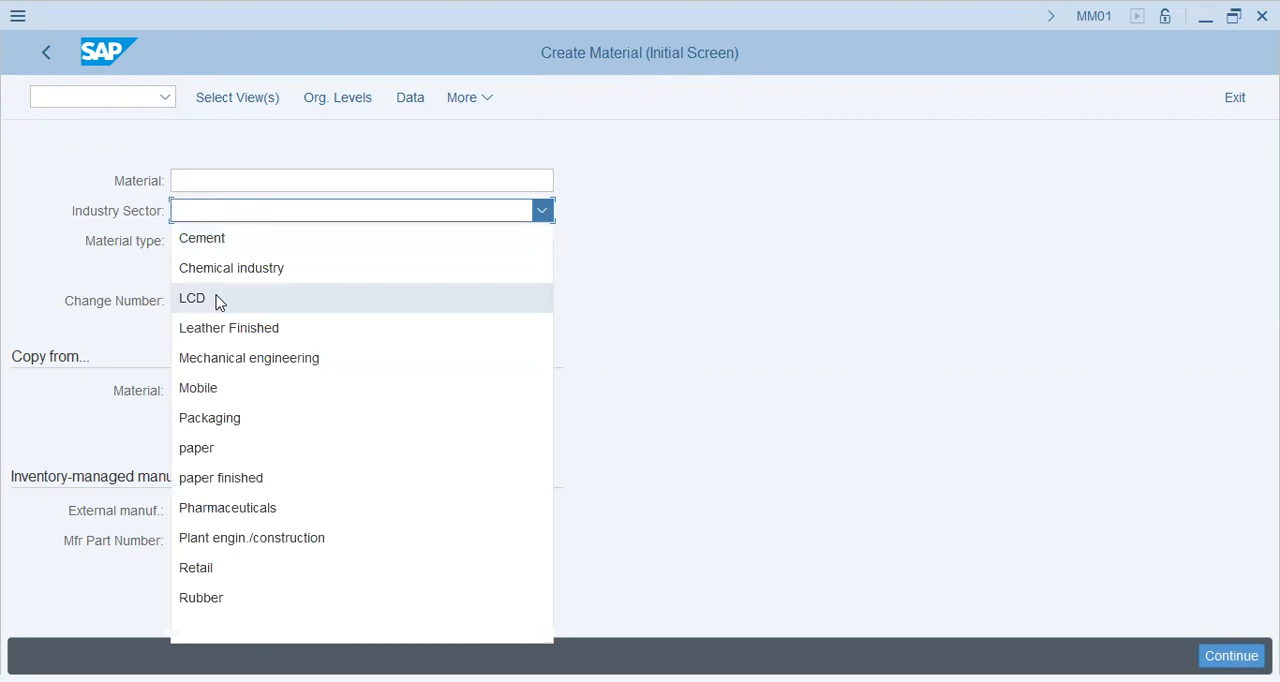 MM01
SAP
Create Material (Initial Screen)
Select View(s) Org. Levels Data More Exit
Material:
Industry Sector:
Material type:
Change Number:
Cement
Chemical industry
LCD
Leather Finished
Mechanical engineering
Mobile
Packaging
paper
paper finished
Pharmaceuticals
Plant engin./construction
Retail
Rubber
Copy from...
Material:
Inventory-managed manu
External manuf.:
Mfr Part Number:
Continue